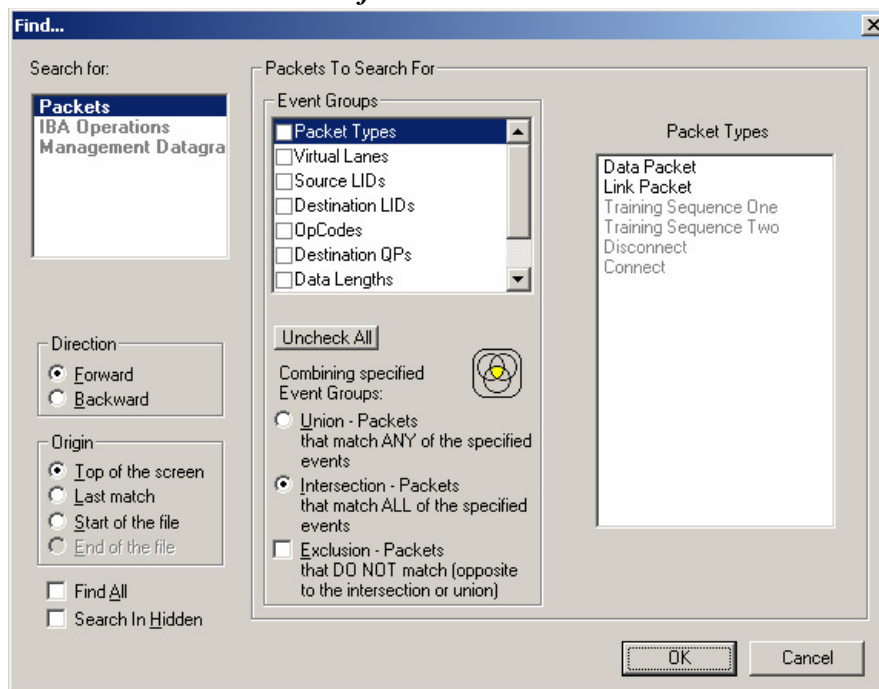 Find...
Search for:
Packets
IBA Operations
Management Datagra
Direction
Forward
Backward
Origin
Top of the screen
Last match
Start of the file
End of the file
Find All
Search In Hidden
Packets To Search For
Event Groups
Packet Types
Virtual Lanes
Source LIDs
Destination LIDs
OpCodes
Destination QPs
Data Lengths
Uncheck All
Combining specified
Event Groups:
Union - Packets
that match ANY of the specified
events
Intersection - Packets
that match ALL of the specified
events
Exclusion - Packets
that DO NOT match (opposite
to the intersection or union)
Packet Types
Data Packet
Link Packet
Training Sequence One
Training Sequence Two
Disconnect
Connect
OK
Cancel